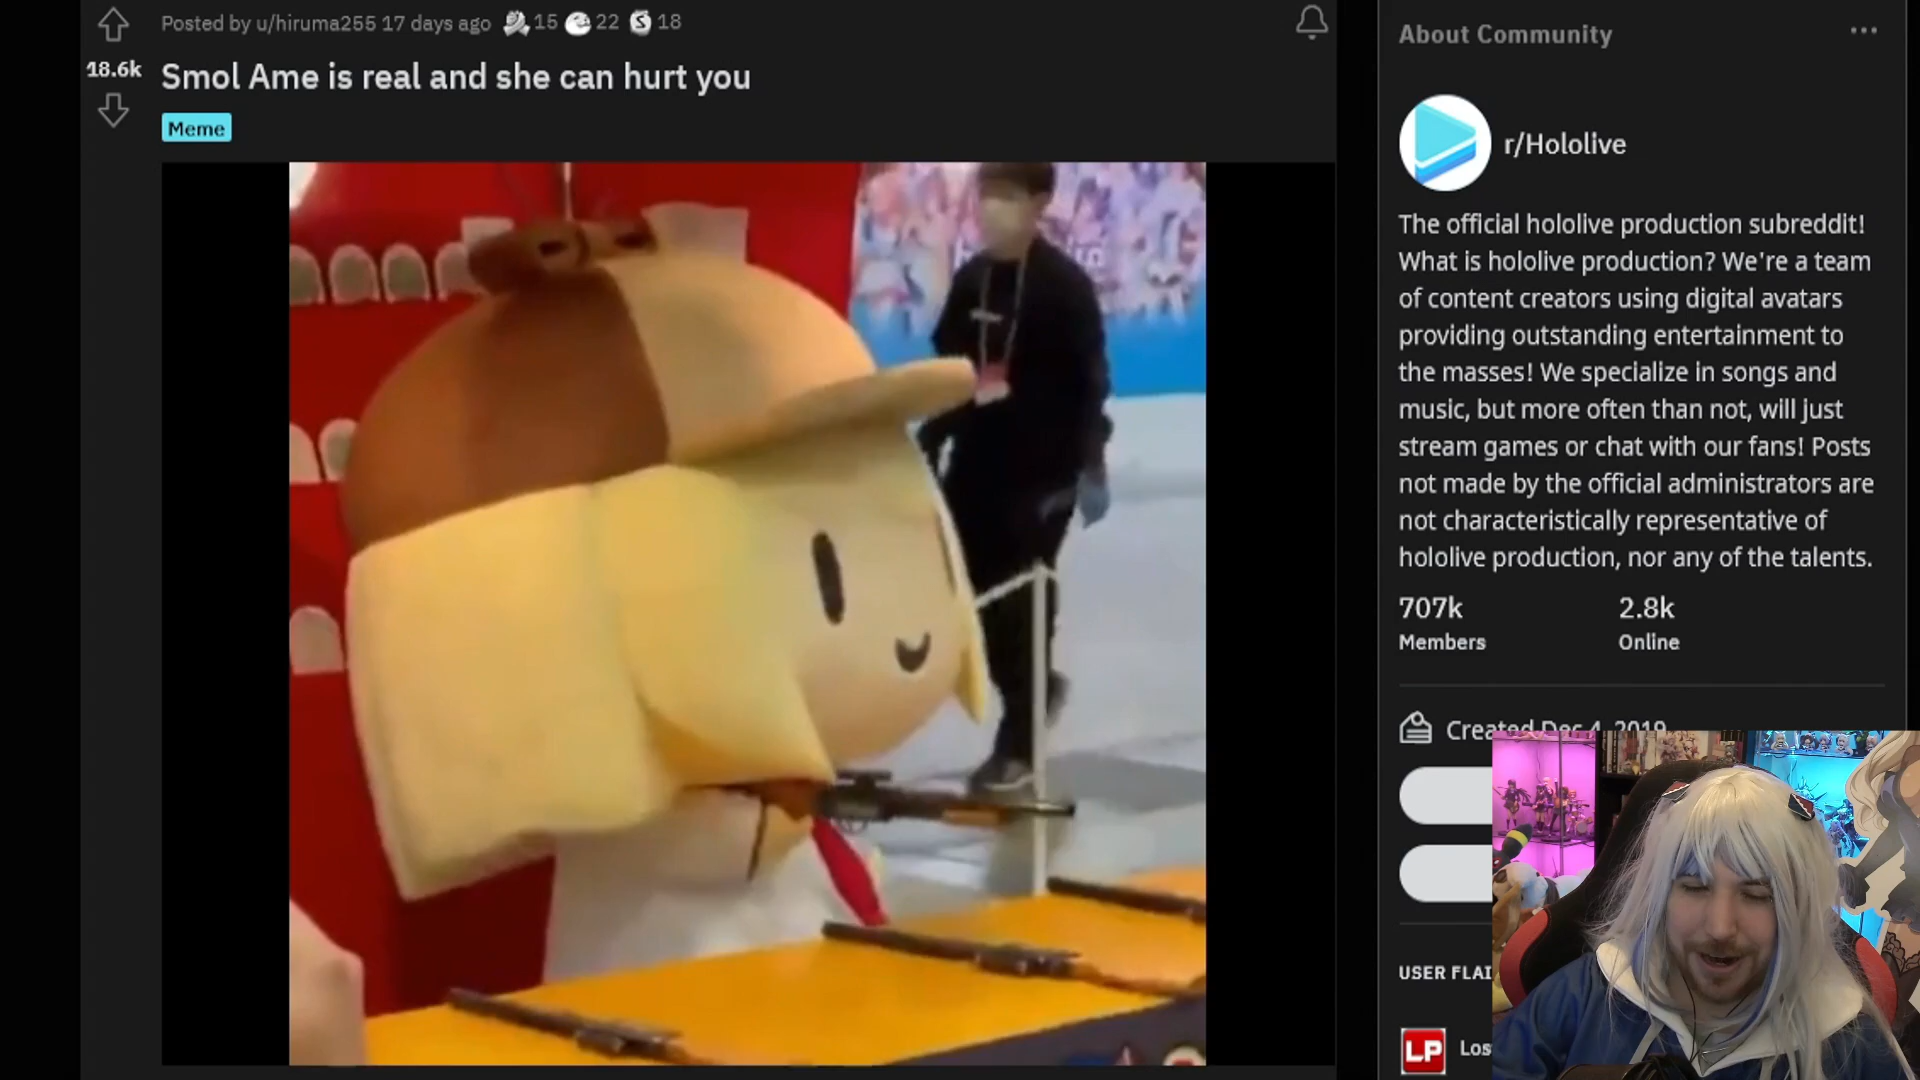 Posted by u/hiruma255 17 days ago 15 22 18
18.6k
Smol Ame is real and she can hurt you
Meme
About Community
r/Hololive
The official hololive production subreddit!
What is hololive production? We're a team
of content creators using digital avatars
providing outstanding entertainment to
the masses! We specialize in songs and
music, but more often than not, will just
stream games or chat with our fans! Posts
not made by the official administrators are
not characteristically representative of
hololive production, nor any of the talents.
707k 2.8k
Members Online
Created Dec 4, 2019
USER FLAI
LP Los